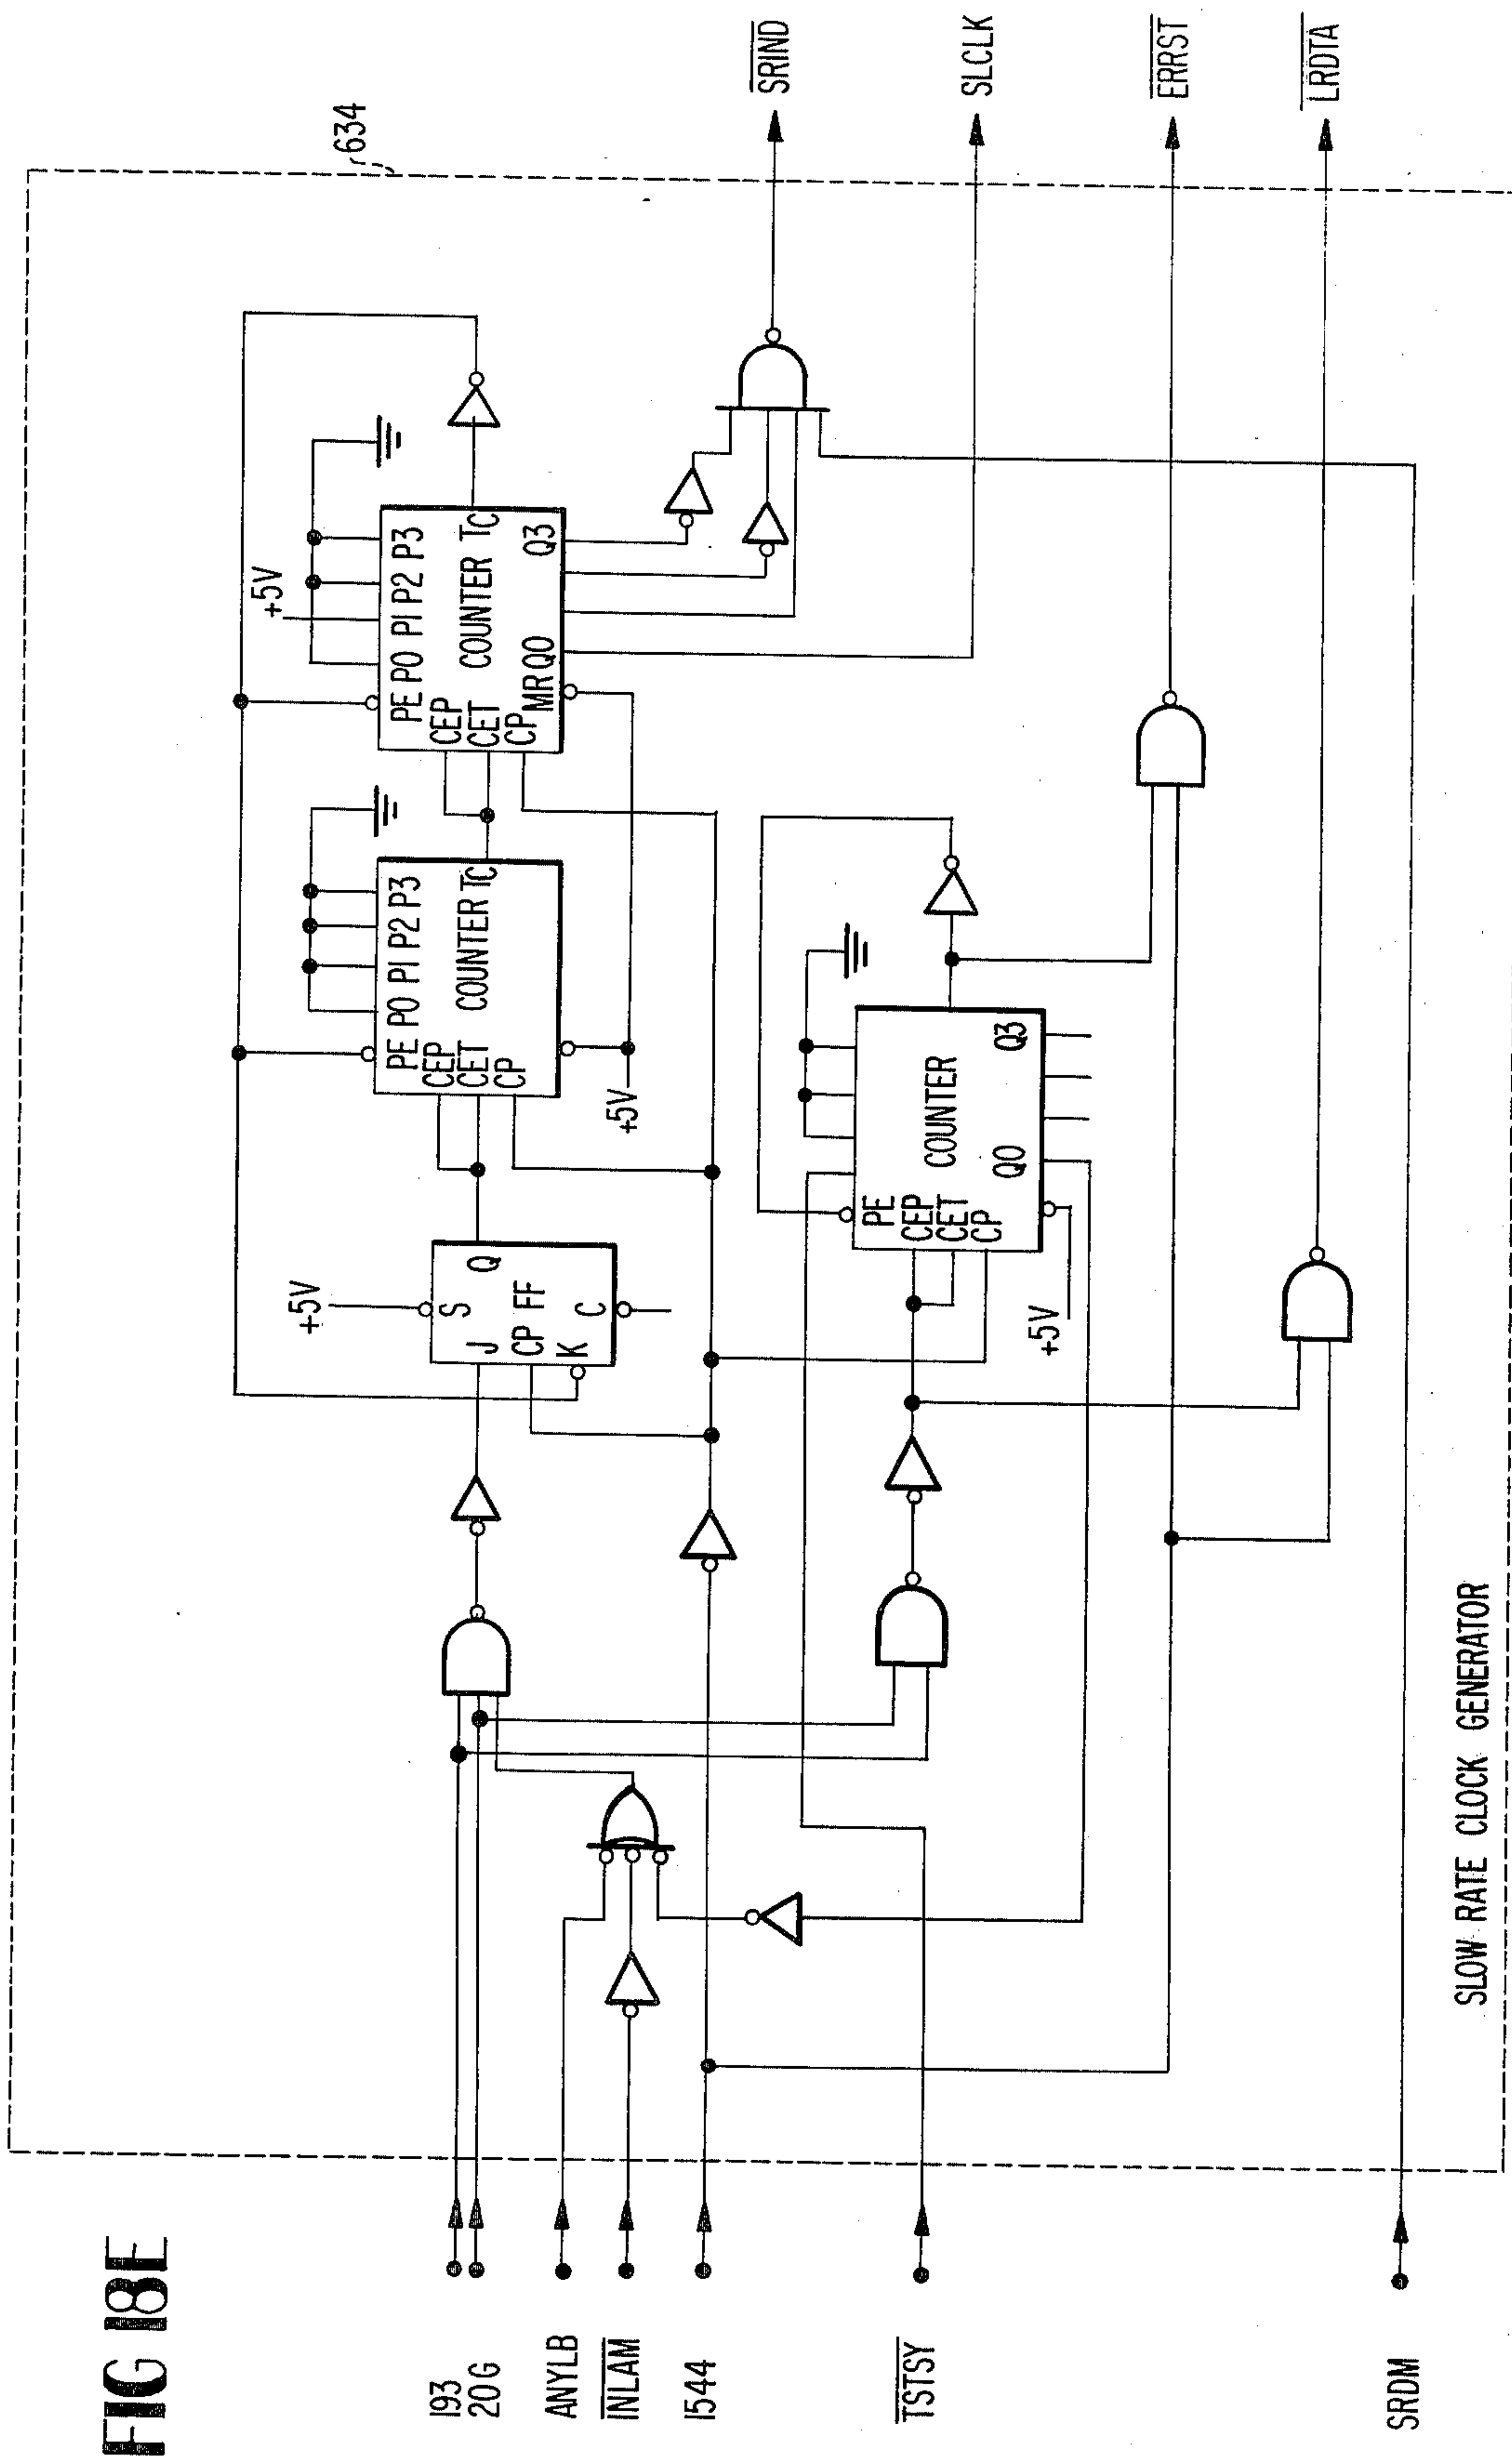 FIG 18E
193
20G
ANYLB
INLAM
1544
TSTSY
SRDM
634
+5V
S
J
Q
CP FF
K
C
PE P0 P1 P2 P3
CEP
CET COUNTER TC
CP
+5V
+5V
PE P0 P1 P2 P3
CEP
CET COUNTER TC
CP
MR Q0 Q3
PE
CEP
CET COUNTER
CP
Q0 Q3
+5V
SRIND
SLCLK
ERRST
LRDTA
SLOW RATE CLOCK GENERATOR